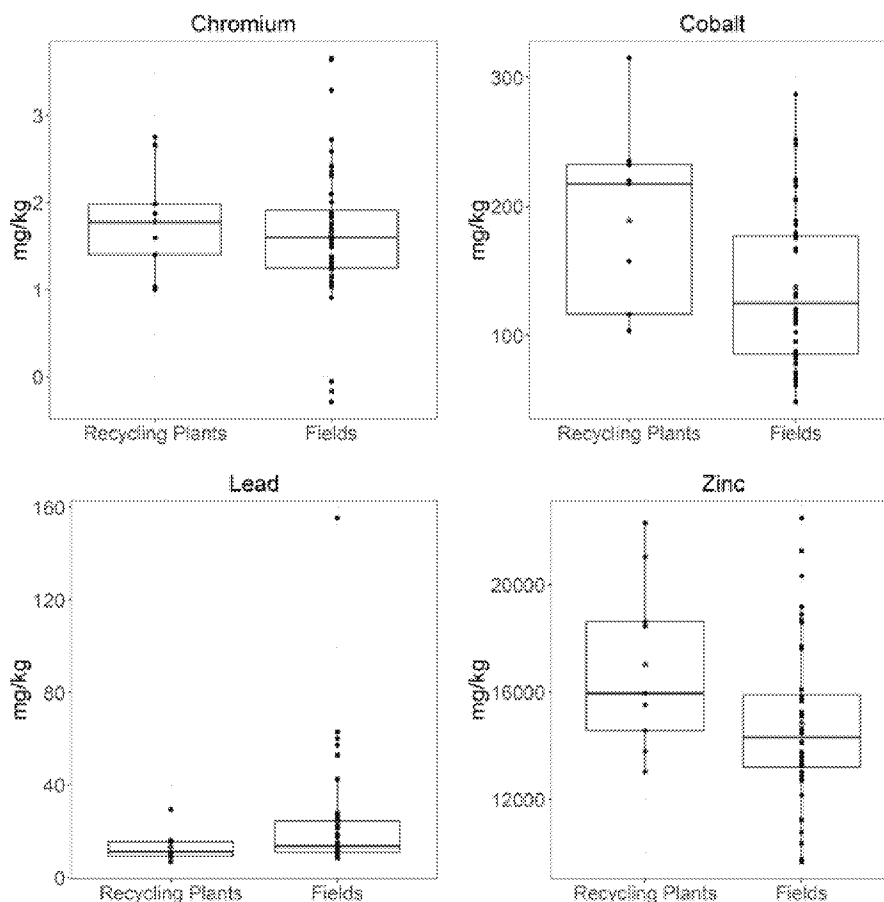 Chromium
mg/kg
3
2
1
0
Recycling Plants
Fields
Cobalt
mg/kg
300
200
100
Recycling Plants
Fields
Lead
mg/kg
160
120
80
40
0
Recycling Plants
Fields
Zinc
mg/kg
20000
16000
12000
Recycling Plants
Fields